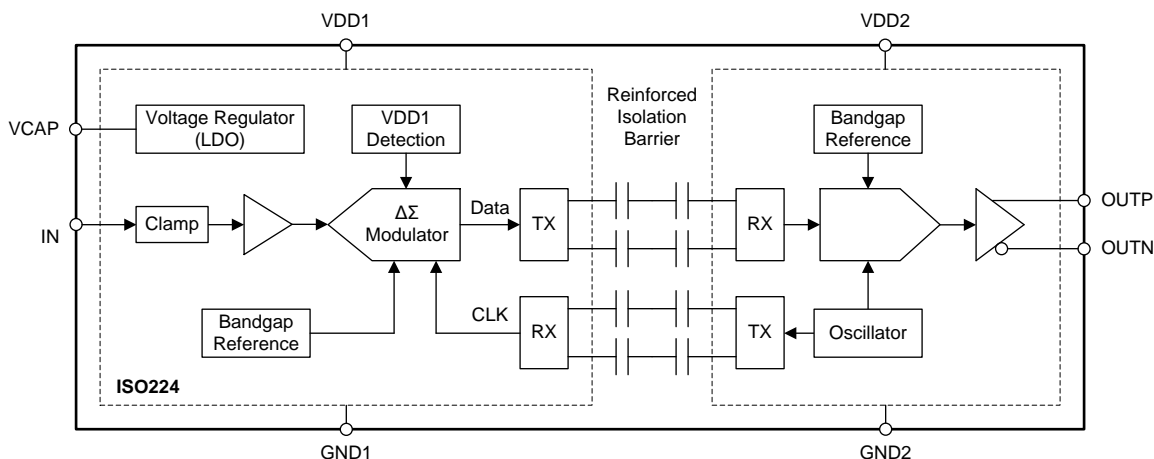 VDD1
VDD2
Reinforced
Isolation
Barrier
VCAP
Voltage Regulator
(LDO)
VDD1
Detection
Bandgap
Reference
IN
Clamp
ΔΣ
Modulator
Data
TX
RX
OUTP
OUTN
Bandgap
Reference
CLK
RX
TX
Oscillator
ISO224
GND1
GND2